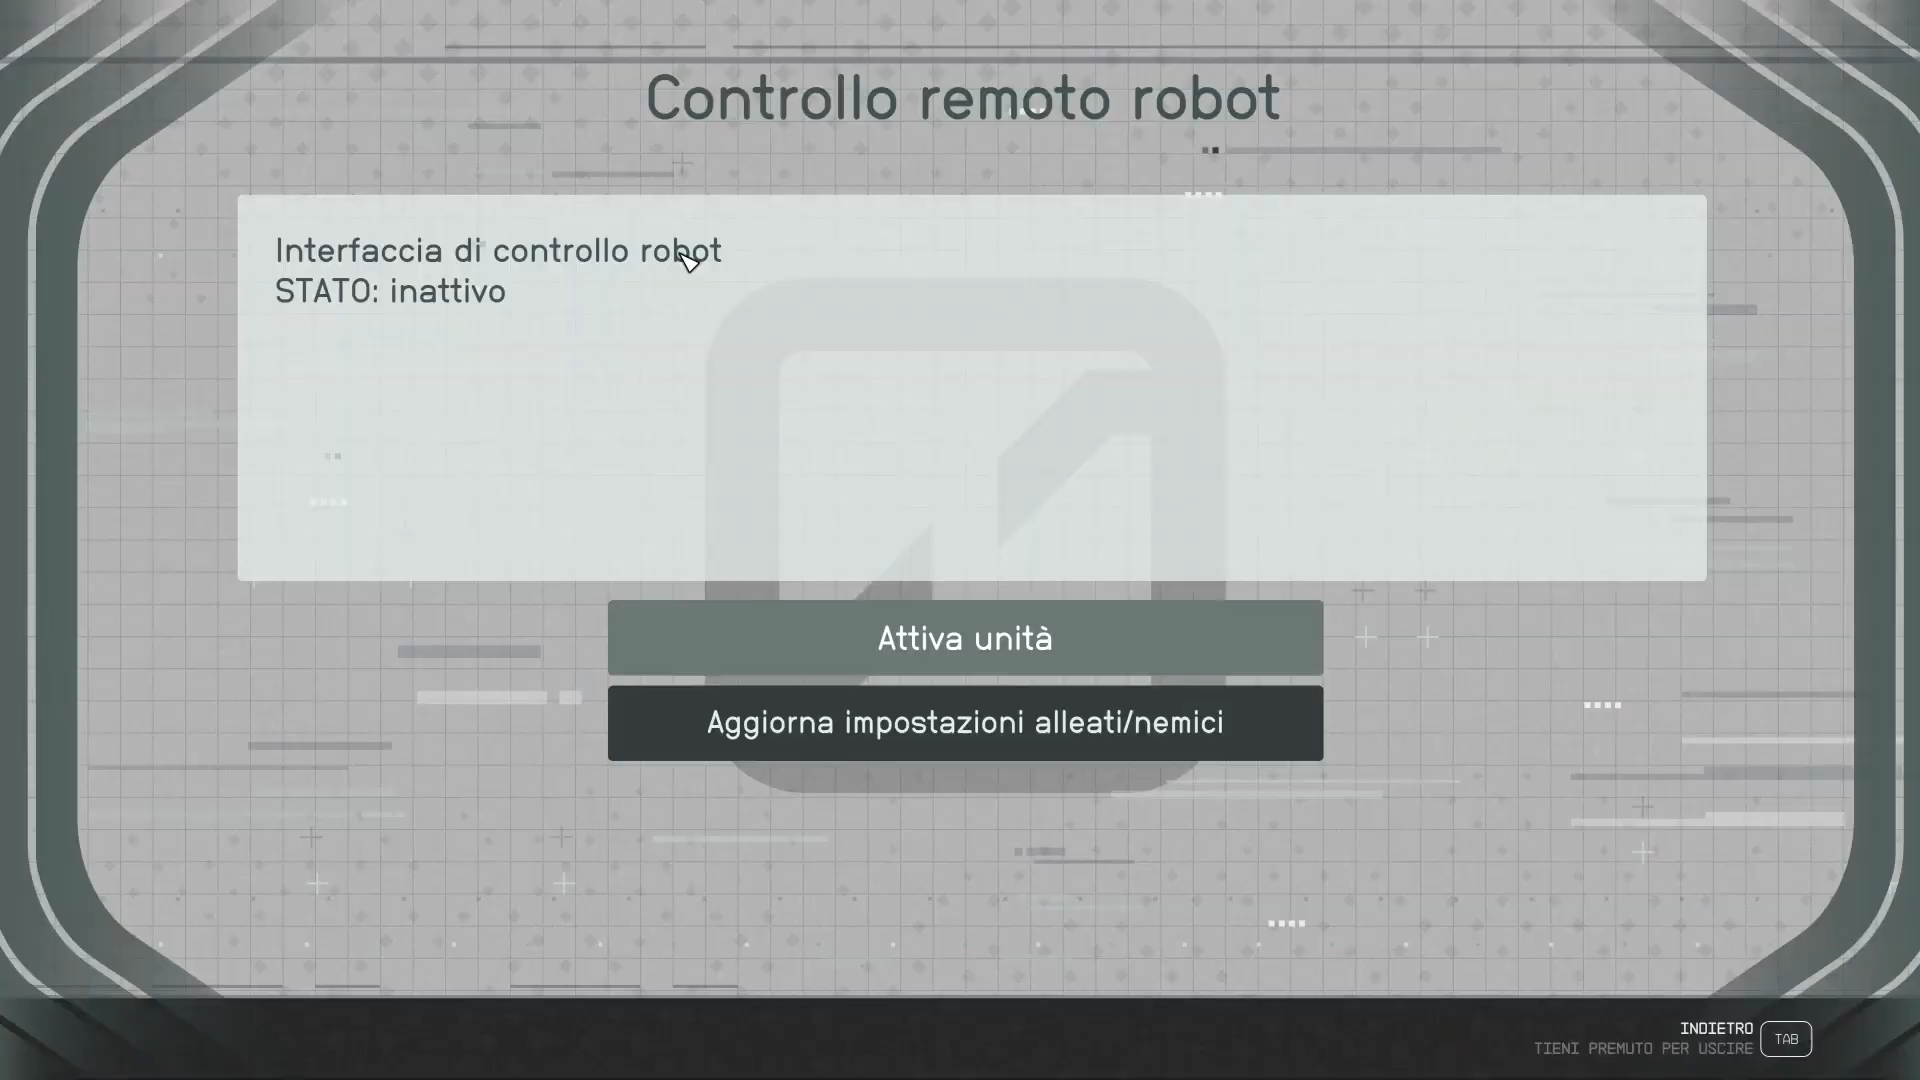 Controllo remoto robot
Interfaccia di controllo robot
STATO: inattivo
Attiva unità
Aggiorna impostazioni alleati/nemici
INDIETRO
TIENI PREMUTO PER USCIRE
TAB